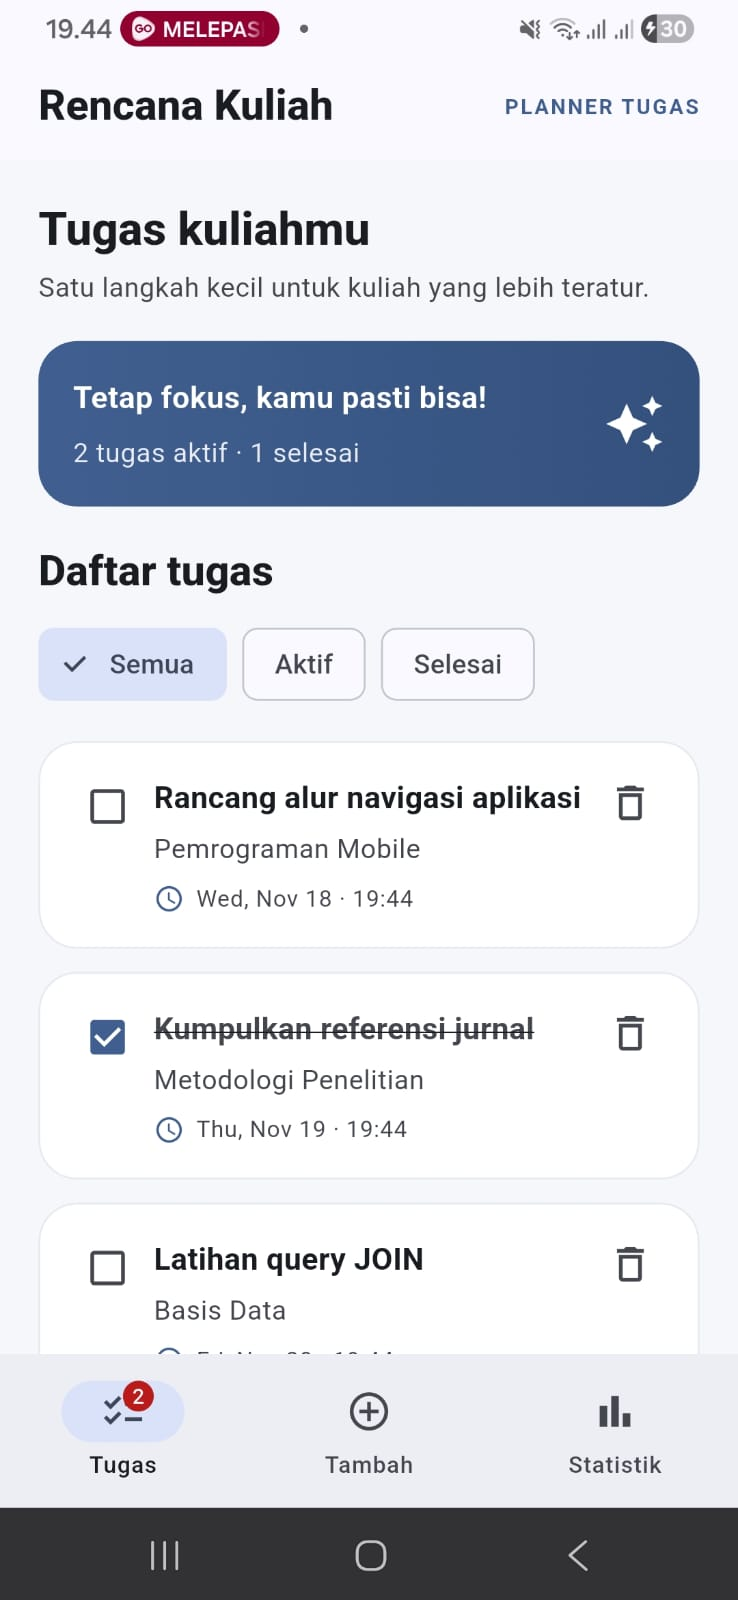 19.44 GO MELEPAS 30
Rencana Kuliah
PLANNER TUGAS
Tugas kuliahmu
Satu langkah kecil untuk kuliah yang lebih teratur.
Tetap fokus, kamu pasti bisa!
2 tugas aktif · 1 selesai
Daftar tugas
Semua Aktif Selesai
Rancang alur navigasi aplikasi
Pemrograman Mobile
Wed, Nov 18 · 19:44
Kumpulkan referensi jurnal
Metodologi Penelitian
Thu, Nov 19 · 19:44
Latihan query JOIN
Basis Data
2
Tugas Tambah Statistik